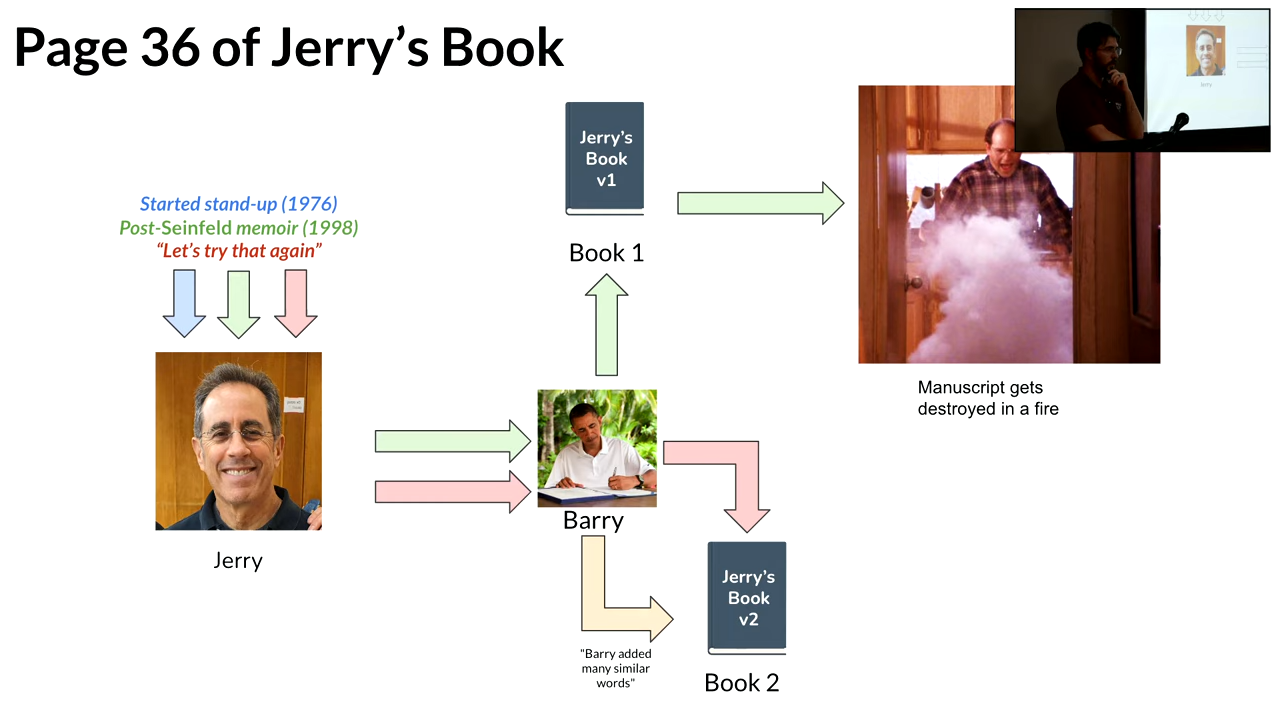 Page 36 of Jerry's Book
Started stand-up (1976)
Post-Seinfeld memoir (1998)
"Let's try that again"
Jerry
Jerry's
Book
v1
Book 1
Manuscript gets
destroyed in a fire
Barry
"Barry added
many similar
words"
Jerry's
Book
v2
Book 2